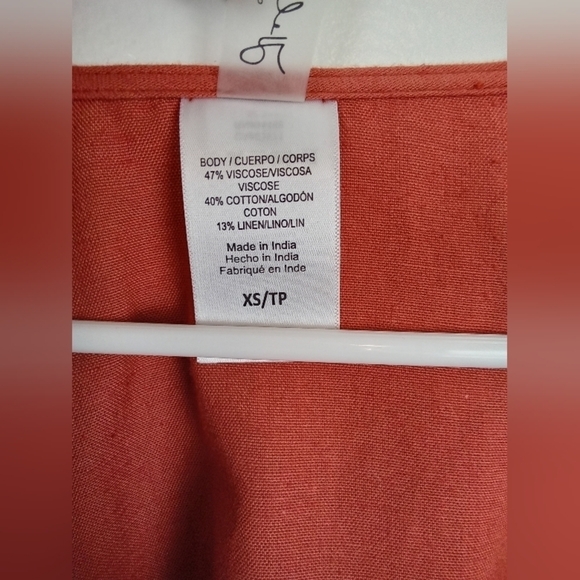 BODY / CUERPO / CORPS
47% VISCOSE/VISCOSA
VISCOSE
40% COTTON/ALGODÓN
COTON
13% LINEN/LINO/LIN
Made in India
Hecho in India
Fabriqué en Inde
XS/TP